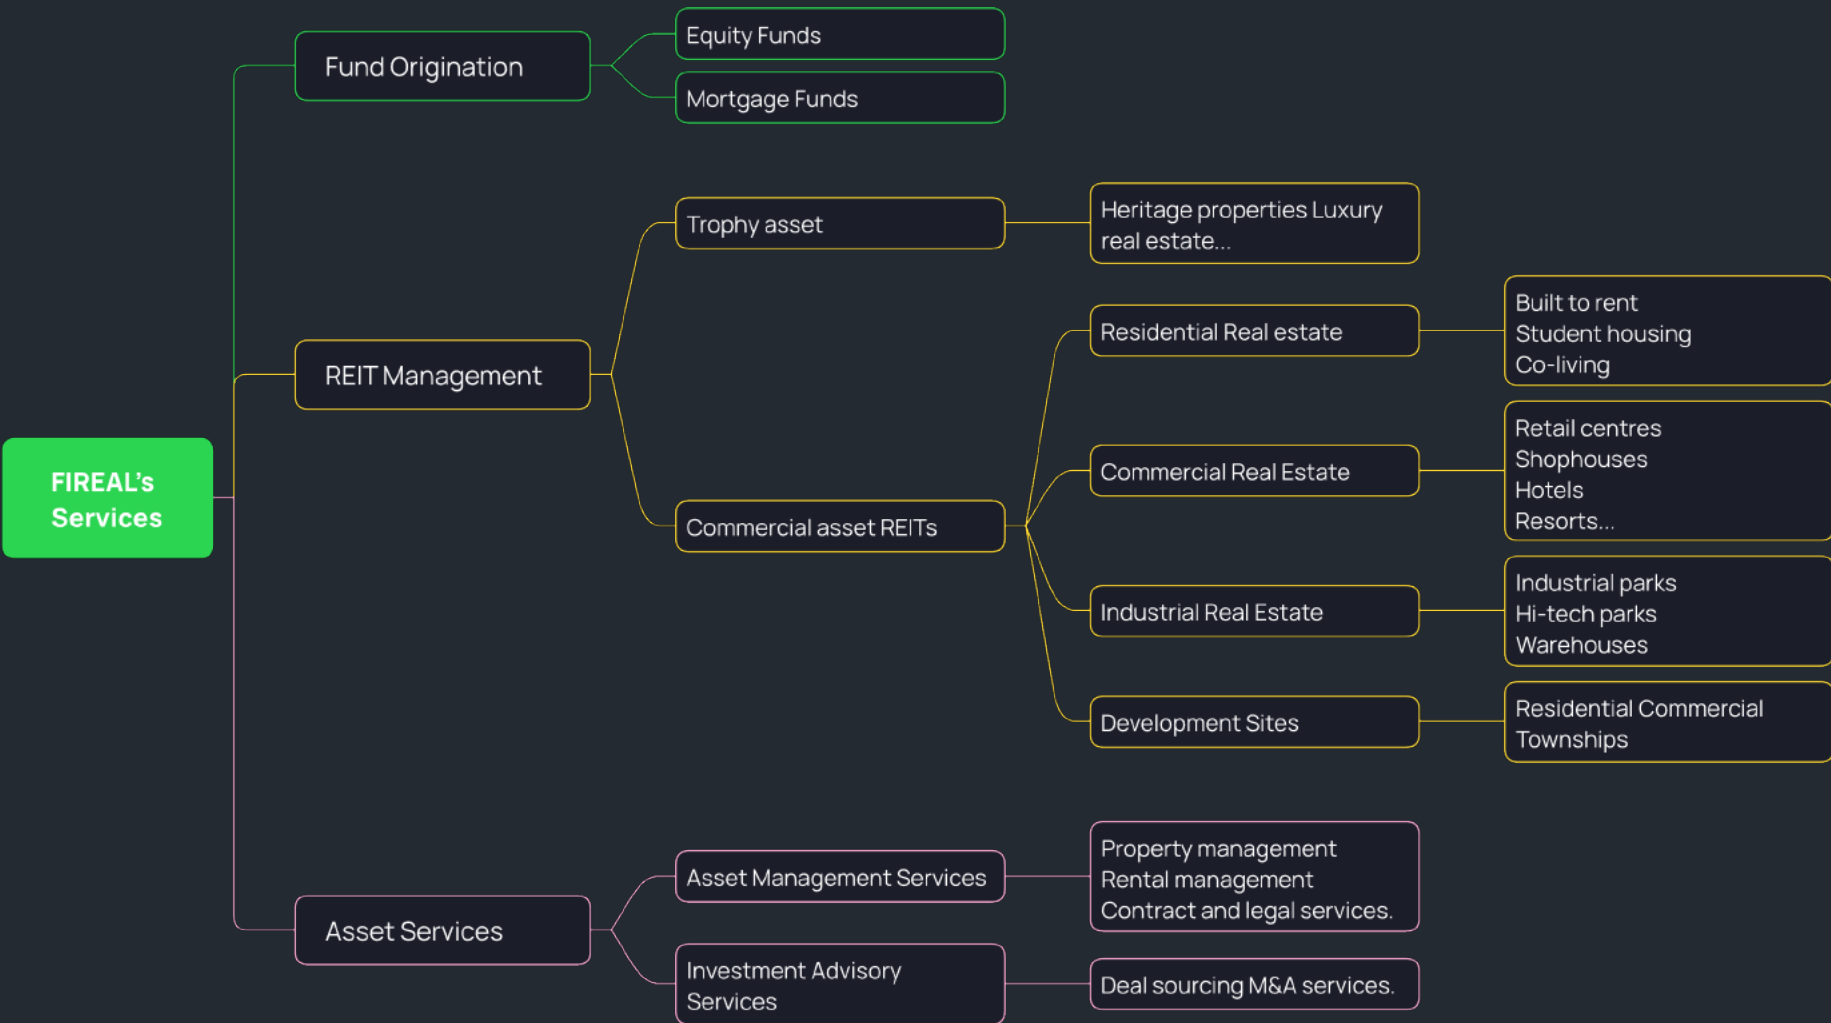 Equity Funds
Fund Origination
Mortgage Funds
Heritage properties Luxury
real estate...
Trophy asset
Built to rent
Student housing
Co-living
Residential Real estate
REIT Management
Retail centres
Shophouses
Hotels
Resorts...
Commercial Real Estate
FIREAL’s
Services
Commercial asset REITs
Industrial parks
Hi-tech parks
Warehouses
Industrial Real Estate
Residential Commercial
Townships
Development Sites
Property management
Rental management
Contract and legal services.
Asset Management Services
Asset Services
Investment Advisory
Services
Deal sourcing M&A services.